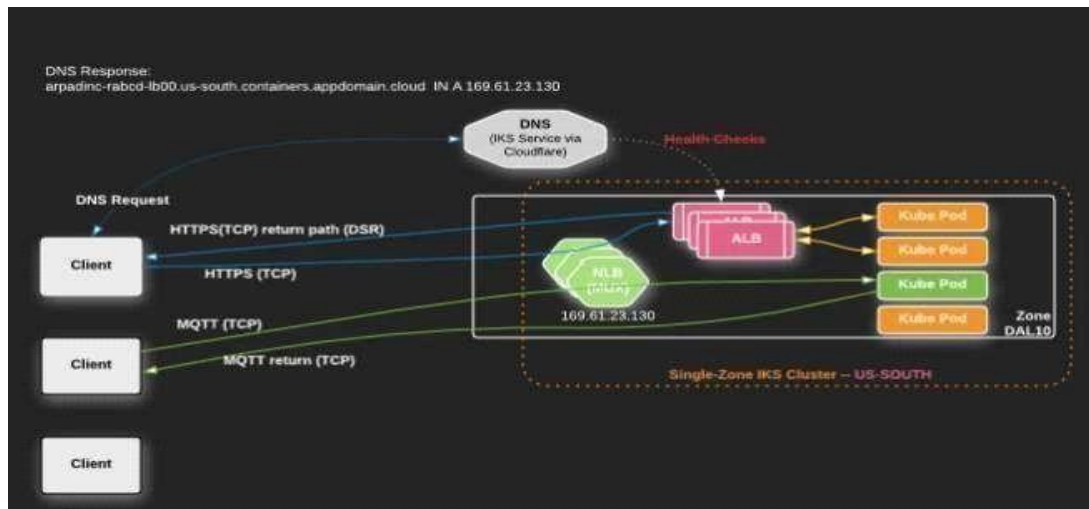 DNS Response:
arpadinc-rabcd-lb00.us-south.containers.appdomain.cloud IN A 169.61.23.130
DNS
(IKS Service via
Cloudflare)
Health Checks
DNS Request
HTTPS(TCP) return path (DSR)
ALB
ALB
Kube Pod
Client
HTTPS (TCP)
Kube Pod
NLB
(MUX)
Kube Pod
169.61.23.130
MQTT (TCP)
Kube Pod
Zone
DAL10
Client
MQTT return (TCP)
Single-Zone IKS Cluster -- US-SOUTH
Client